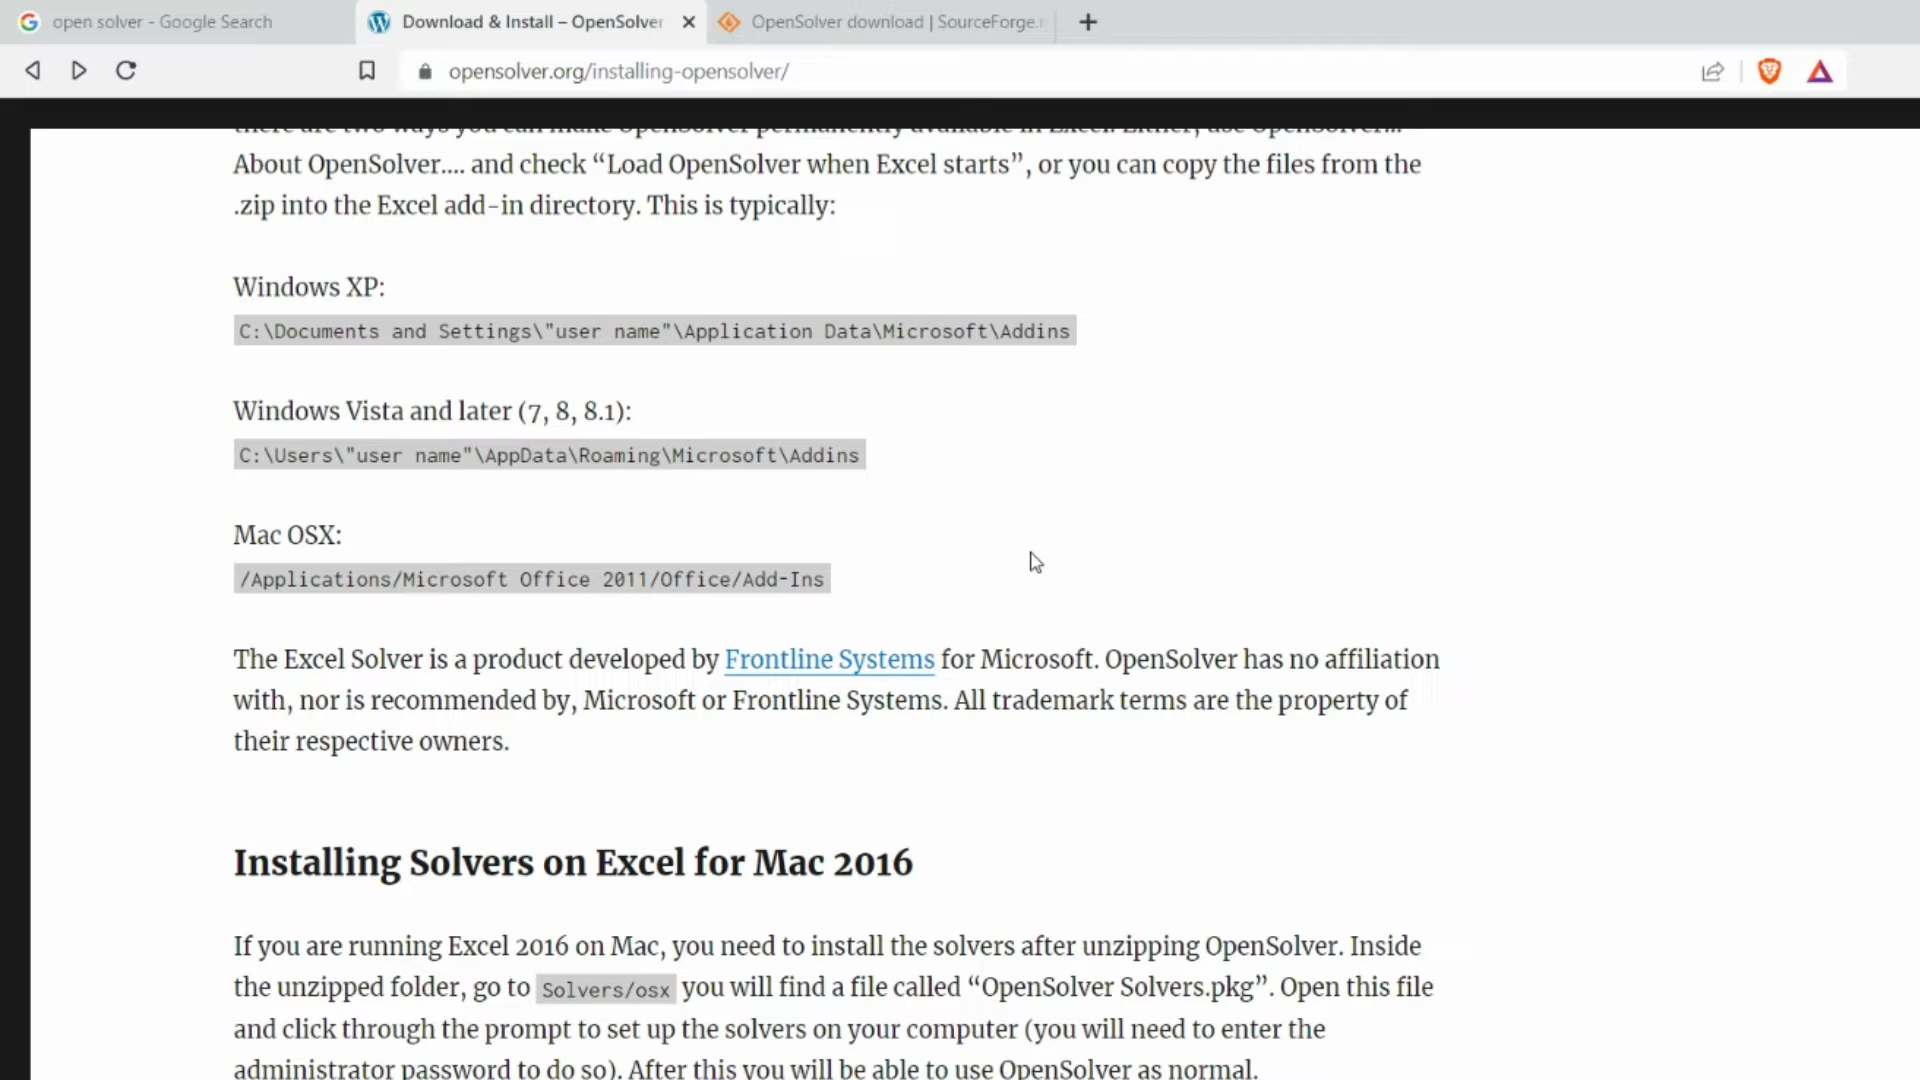 open solver - Google Search
Download & Install – OpenSolver
OpenSolver download | SourceForge.n
opensolver.org/installing-opensolver/
there are two ways you can make OpenSolver permanently available in Excel. Either, use OpenSolver…
About OpenSolver…. and check “Load OpenSolver when Excel starts”, or you can copy the files from the
.zip into the Excel add-in directory. This is typically:
Windows XP:
C:\Documents and Settings\"user name"\Application Data\Microsoft\Addins
Windows Vista and later (7, 8, 8.1):
C:\Users\"user name"\AppData\Roaming\Microsoft\Addins
Mac OSX:
/Applications/Microsoft Office 2011/Office/Add-Ins
The Excel Solver is a product developed by Frontline Systems for Microsoft. OpenSolver has no affiliation
with, nor is recommended by, Microsoft or Frontline Systems. All trademark terms are the property of
their respective owners.
Installing Solvers on Excel for Mac 2016
If you are running Excel 2016 on Mac, you need to install the solvers after unzipping OpenSolver. Inside
the unzipped folder, go to Solvers/osx you will find a file called “OpenSolver Solvers.pkg”. Open this file
and click through the prompt to set up the solvers on your computer (you will need to enter the
administrator password to do so). After this you will be able to use OpenSolver as normal.